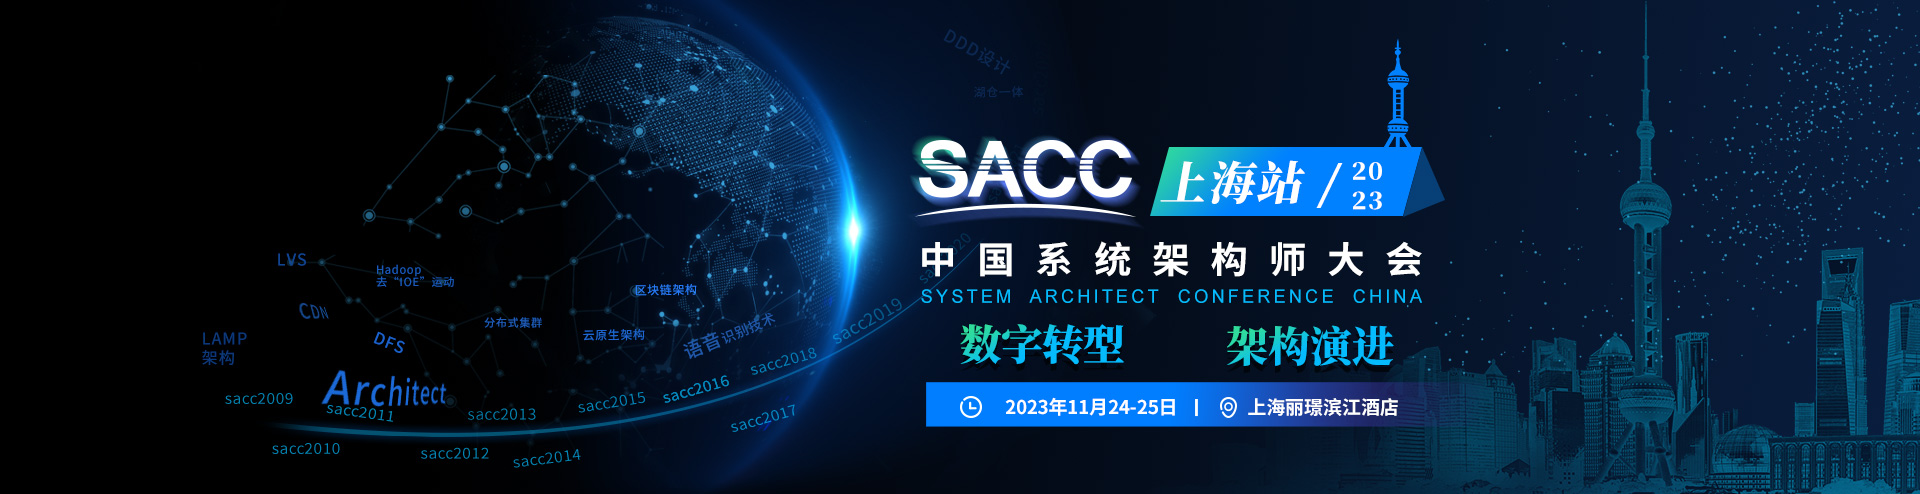 DDD设计
湖仓一体
SACC
上海站 / 2023
中国系统架构师大会
SYSTEM ARCHITECT CONFERENCE CHINA
数字转型 架构演进
2023年11月24-25日 | 上海丽璟滨江酒店
LVS
Hadoop
去“IOE”运动
CDN
LAMP
架构
DFS
分布式集群
区块链架构
云原生架构
语音识别技术
Architect
sacc2009
sacc2010
sacc2011
sacc2012
sacc2013
sacc2014
sacc2015
sacc2016
sacc2017
sacc2018
sacc2019
sacc2020